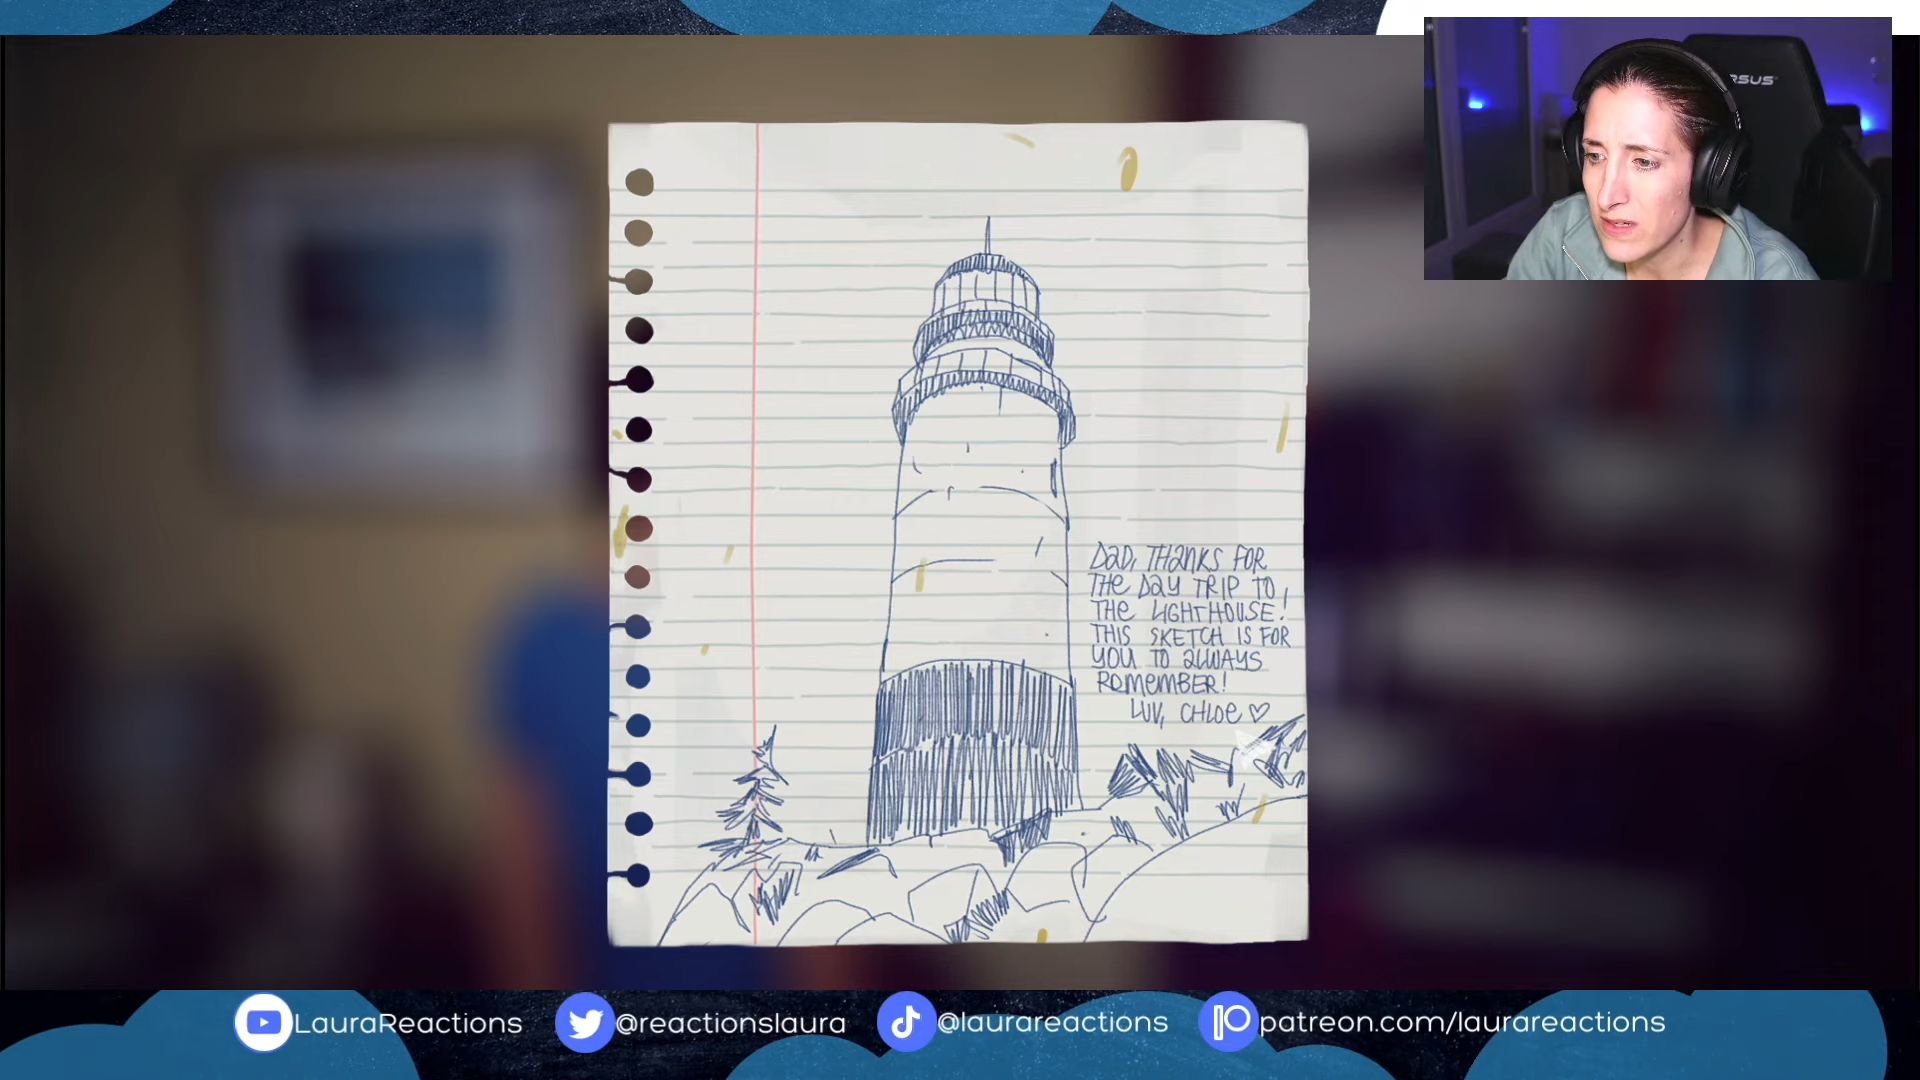 RSUS
DaD, THaNKS FOR
THe Day TRIP TO
THe LIGHTHOUSE!
THIS SKETCH IS FOR
YOU TO aLWAYS
ReMeMBER!
LUV, CHLOe ♡
LauraReactions
@reactionslaura
@laurareactions
patreon.com/laurareactions